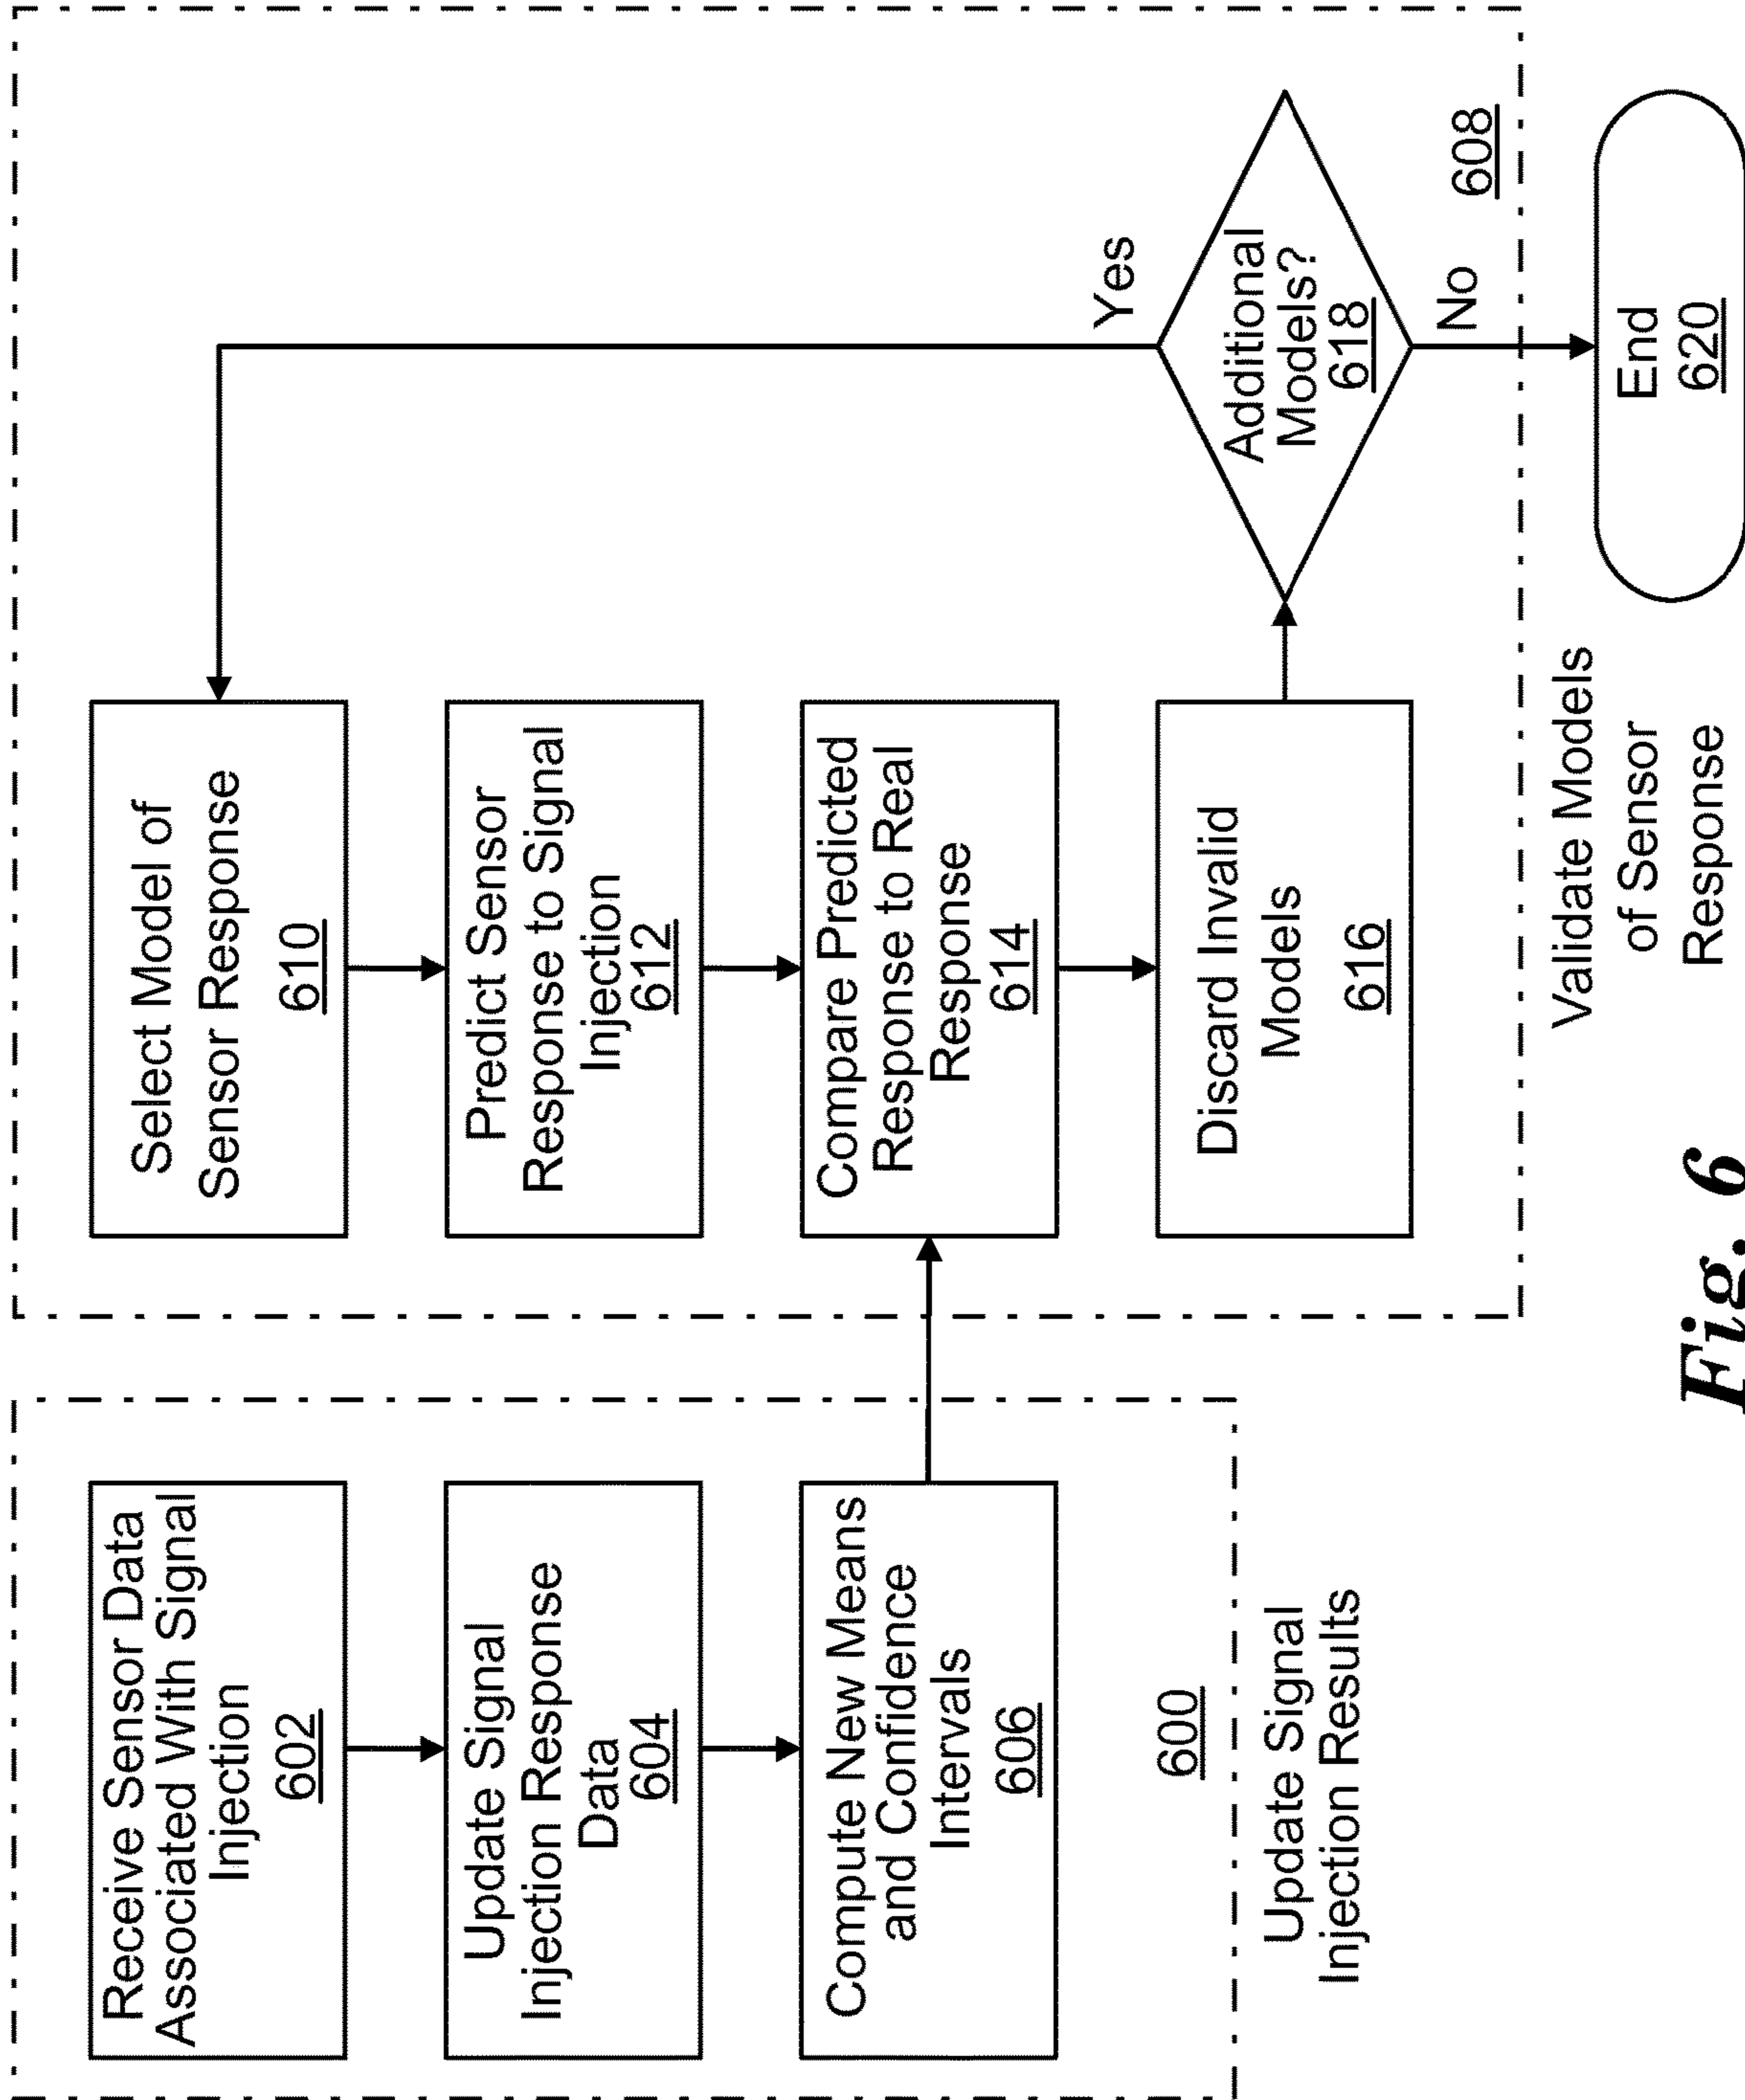 Receive Sensor Data
Associated With Signal
Injection
602
Update Signal
Injection Response
Data
604
Compute New Means
and Confidence
Intervals
606
600
Update Signal
Injection Results
Select Model of
Sensor Response
610
Predict Sensor
Response to Signal
Injection
612
Compare Predicted
Response to Real
Response
614
Discard Invalid
Models
616
Yes
Additional
Models?
618
No
608
Validate Models
of Sensor
Response
End
620
Fig. 6